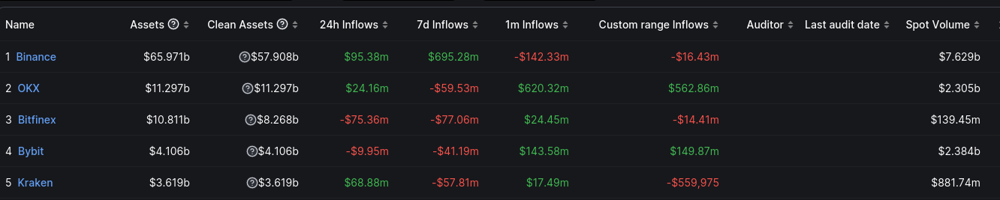 Name Assets ? Clean Assets ? 24h Inflows 7d Inflows 1m Inflows Custom range Inflows Auditor Last audit date Spot Volume
1 Binance $65.971b ?$57.908b $95.38m $695.28m -$142.33m -$16.43m $7.629b
2 OKX $11.297b ?$11.297b $24.16m -$59.53m $620.32m $562.86m $2.305b
3 Bitfinex $10.811b ?$8.268b -$75.36m -$77.06m $24.45m -$14.41m $139.45m
4 Bybit $4.106b ?$4.106b -$9.95m -$41.19m $143.58m $149.87m $2.384b
5 Kraken $3.619b ?$3.619b $68.88m -$57.81m $17.49m -$559,975 $881.74m